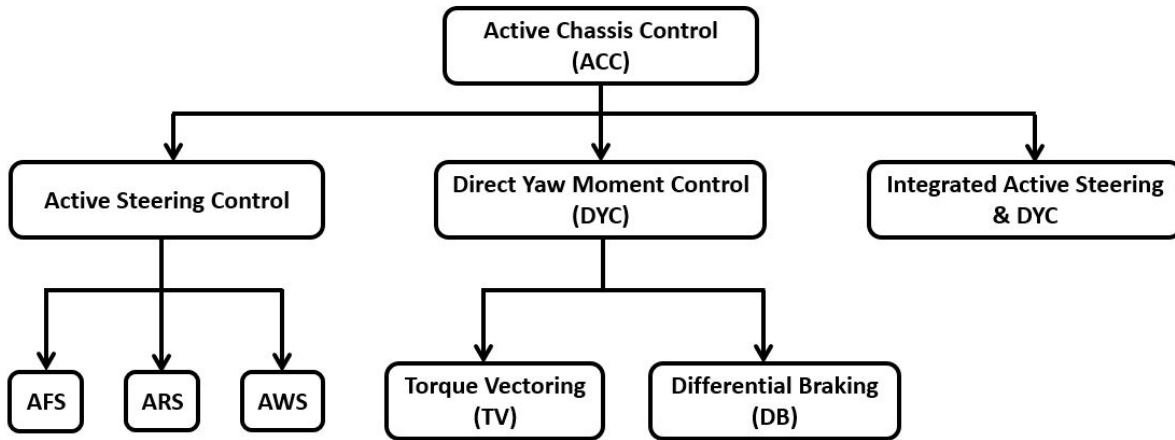 Active Chassis Control
(ACC)
Active Steering Control
Direct Yaw Moment Control
(DYC)
Integrated Active Steering
& DYC
AFS
ARS
AWS
Torque Vectoring
(TV)
Differential Braking
(DB)